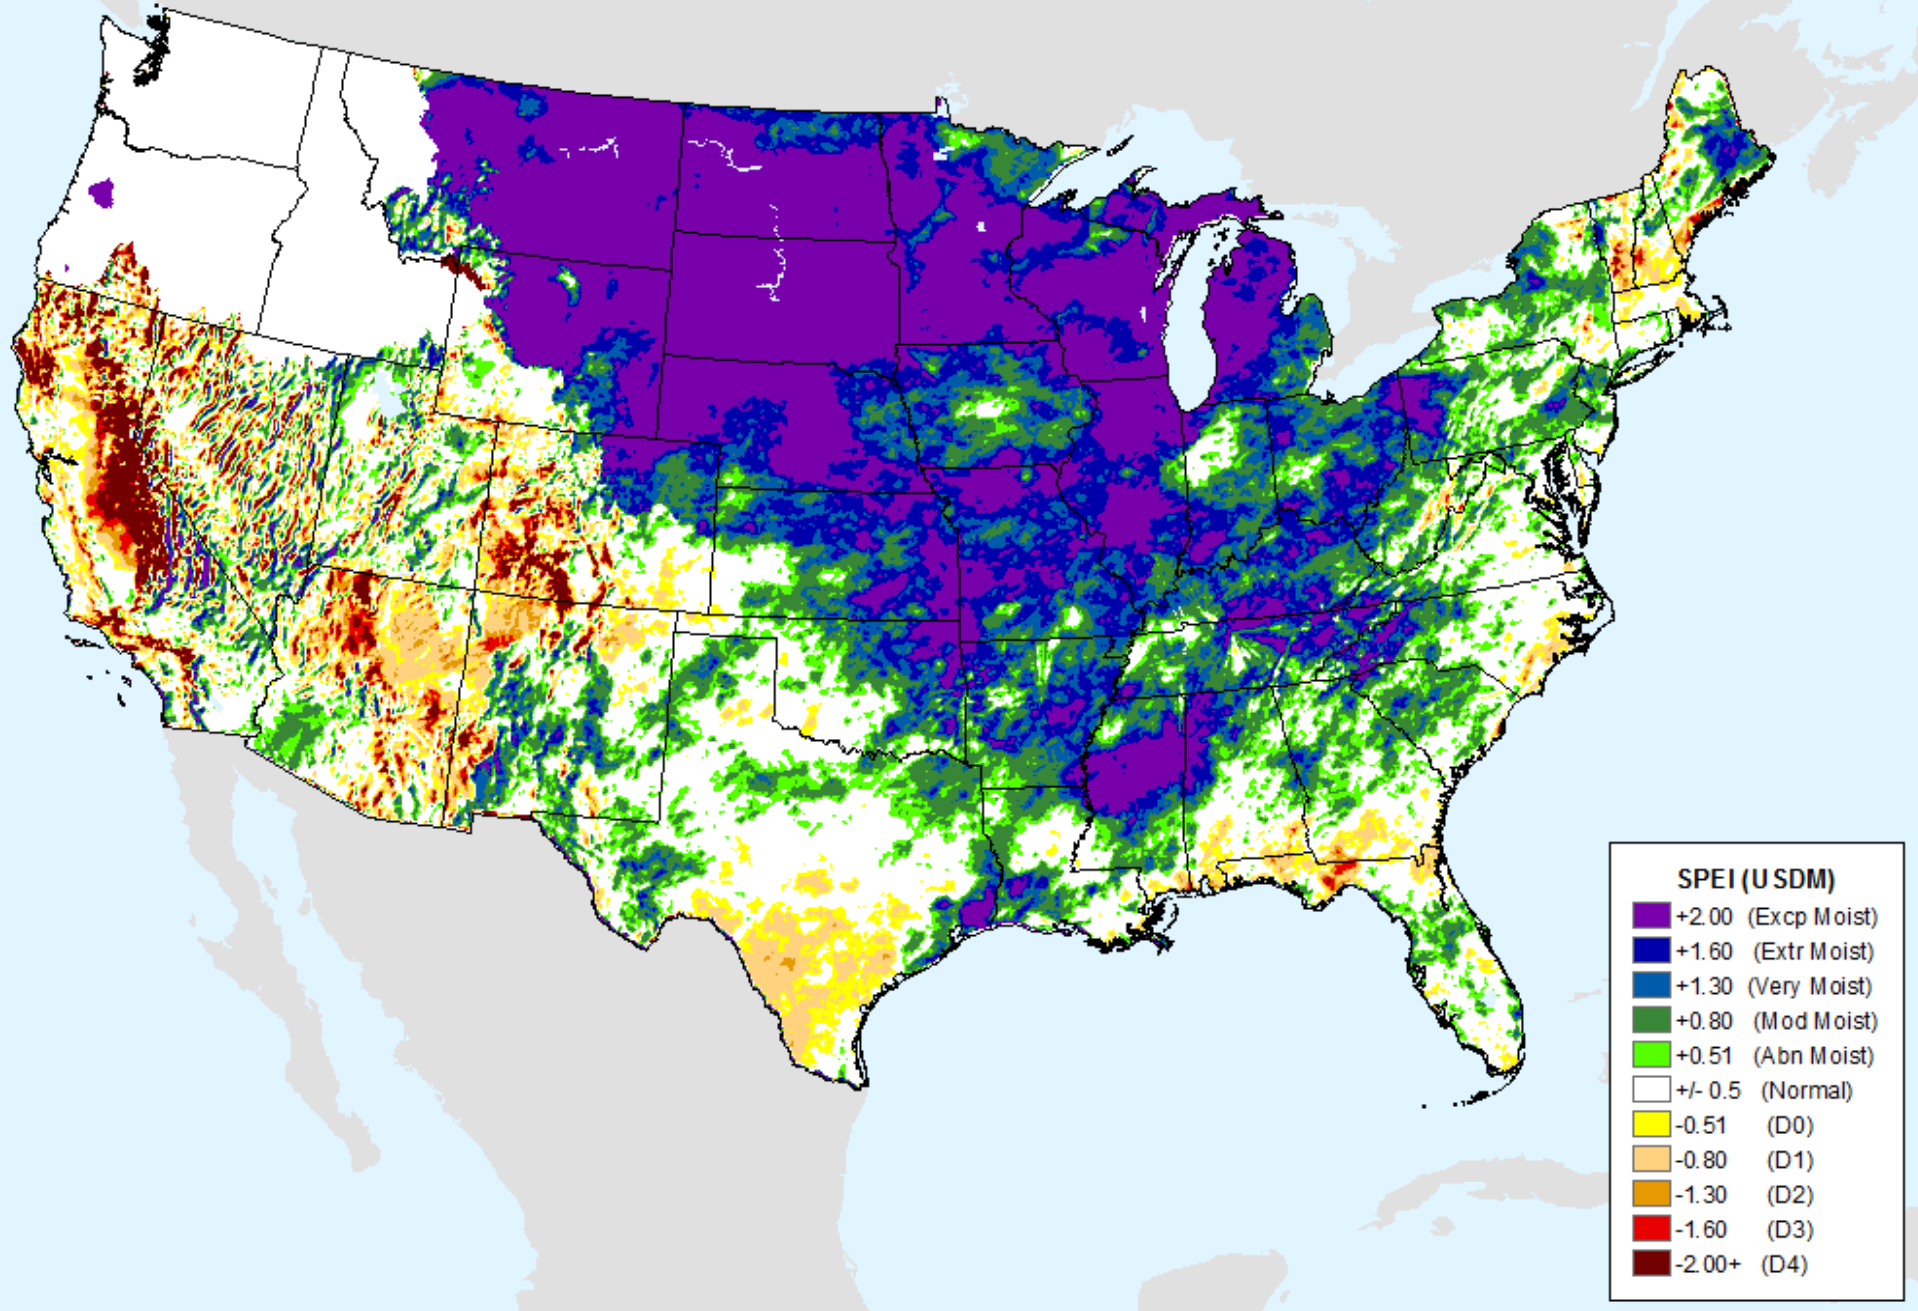 SPEI (USDM)
+2.00 (Excp Moist)
+1.60 (Extr Moist)
+1.30 (Very Moist)
+0.80 (Mod Moist)
+0.51 (Abn Moist)
+/- 0.5 (Normal)
-0.51 (D0)
-0.80 (D1)
-1.30 (D2)
-1.60 (D3)
-2.00+ (D4)